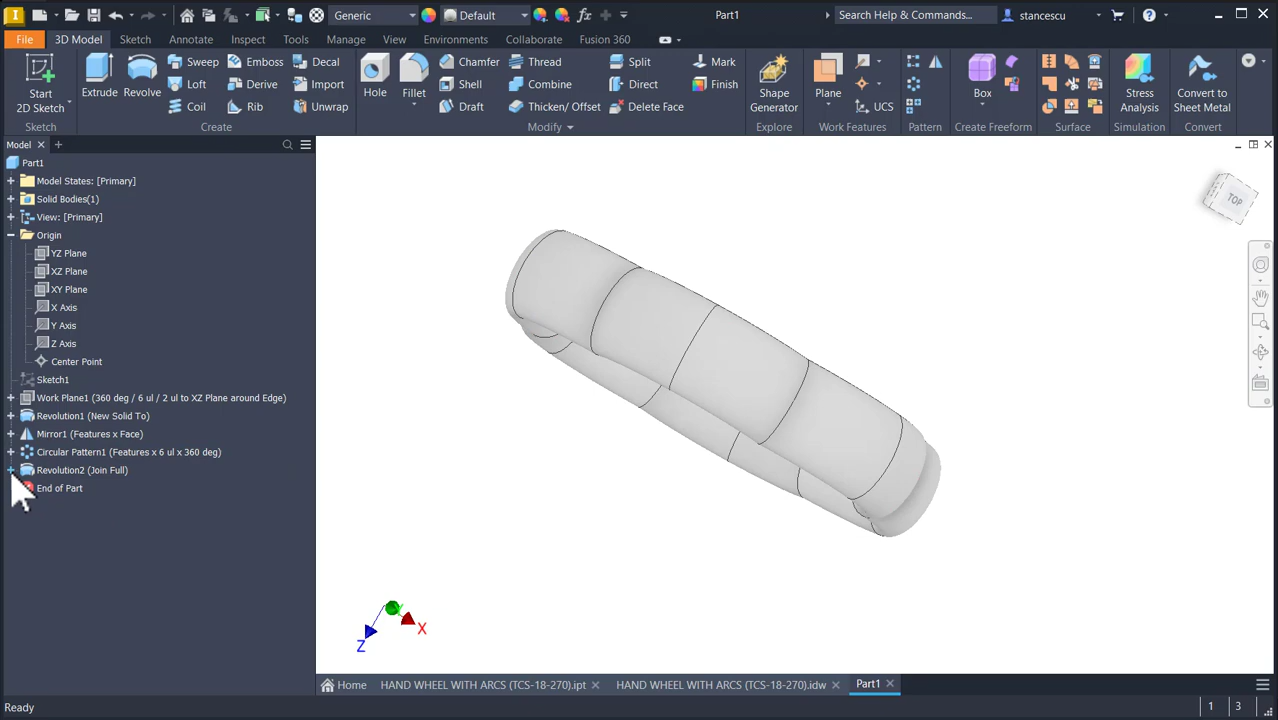 Generic
Default
Part1
Search Help & Commands...
stancescu
File
3D Model
Sketch
Annotate
Inspect
Tools
Manage
View
Environments
Collaborate
Fusion 360
Start
2D Sketch
Extrude
Revolve
Sweep
Loft
Coil
Emboss
Derive
Rib
Decal
Import
Unwrap
Hole
Fillet
Chamfer
Shell
Draft
Thread
Combine
Thicken/ Offset
Split
Direct
Delete Face
Mark
Finish
Shape
Generator
Plane
UCS
Box
Stress
Analysis
Convert to
Sheet Metal
Sketch
Create
Modify
Explore
Work Features
Pattern
Create Freeform
Surface
Simulation
Convert
Model
Part1
Model States: [Primary]
Solid Bodies(1)
View: [Primary]
Origin
YZ Plane
XZ Plane
XY Plane
X Axis
Y Axis
Z Axis
Center Point
Sketch1
Work Plane1 (360 deg / 6 ul / 2 ul to XZ Plane around Edge)
Revolution1 (New Solid To)
Mirror1 (Features x Face)
Circular Pattern1 (Features x 6 ul x 360 deg)
Revolution2 (Join Full)
End of Part
TOP
X
Z
Home
HAND WHEEL WITH ARCS (TCS-18-270).ipt
HAND WHEEL WITH ARCS (TCS-18-270).idw
Part1
Ready
1
3